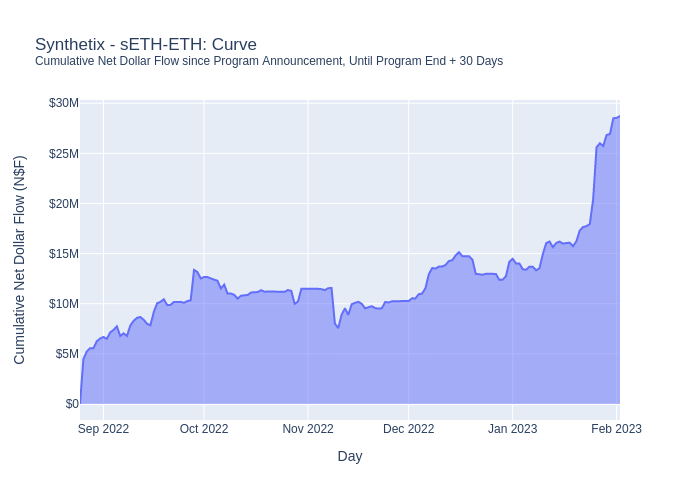 Synthetix - sETH-ETH: Curve
Cumulative Net Dollar Flow since Program Announcement, Until Program End + 30 Days
Cumulative Net Dollar Flow (N$F)
$30M
$25M
$20M
$15M
$10M
$5M
$0
Sep 2022 Oct 2022 Nov 2022 Dec 2022 Jan 2023 Feb 2023
Day